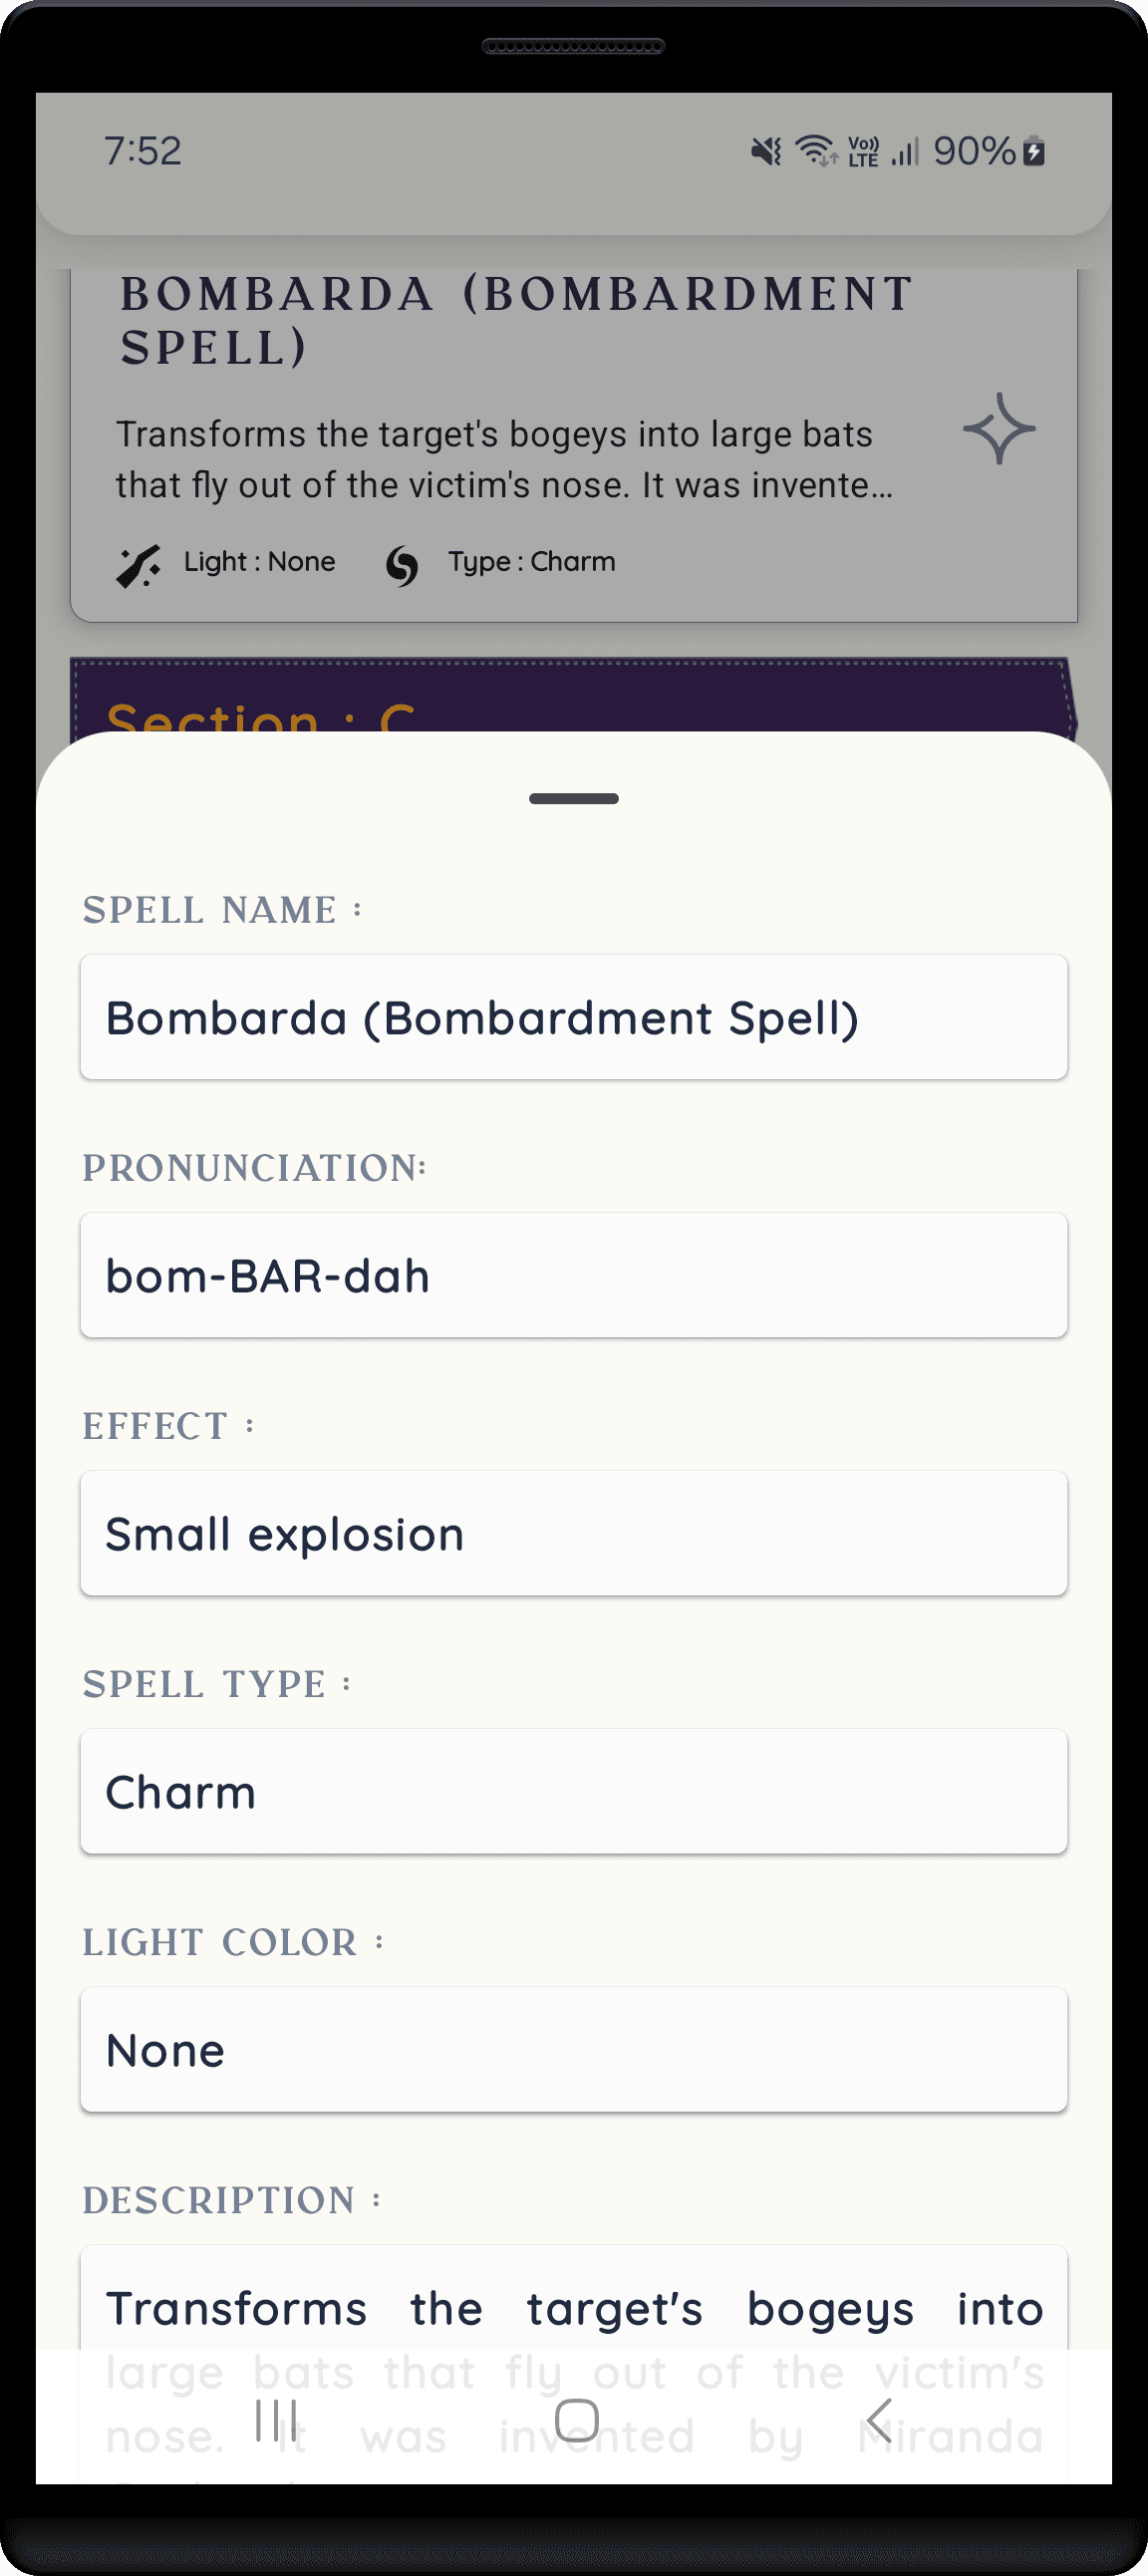 7:52
Vo)) LTE 90%
BOMBARDA (BOMBARDMENT
SPELL)
Transforms the target's bogeys into large bats
that fly out of the victim's nose. It was invente...
Light : None Type : Charm
Section : C
SPELL NAME :
Bombarda (Bombardment Spell)
PRONUNCIATION:
bom-BAR-dah
EFFECT :
Small explosion
SPELL TYPE :
Charm
LIGHT COLOR :
None
DESCRIPTION :
Transforms the target's bogeys into
large bats that fly out of the victim's
nose. It was invented by Miranda